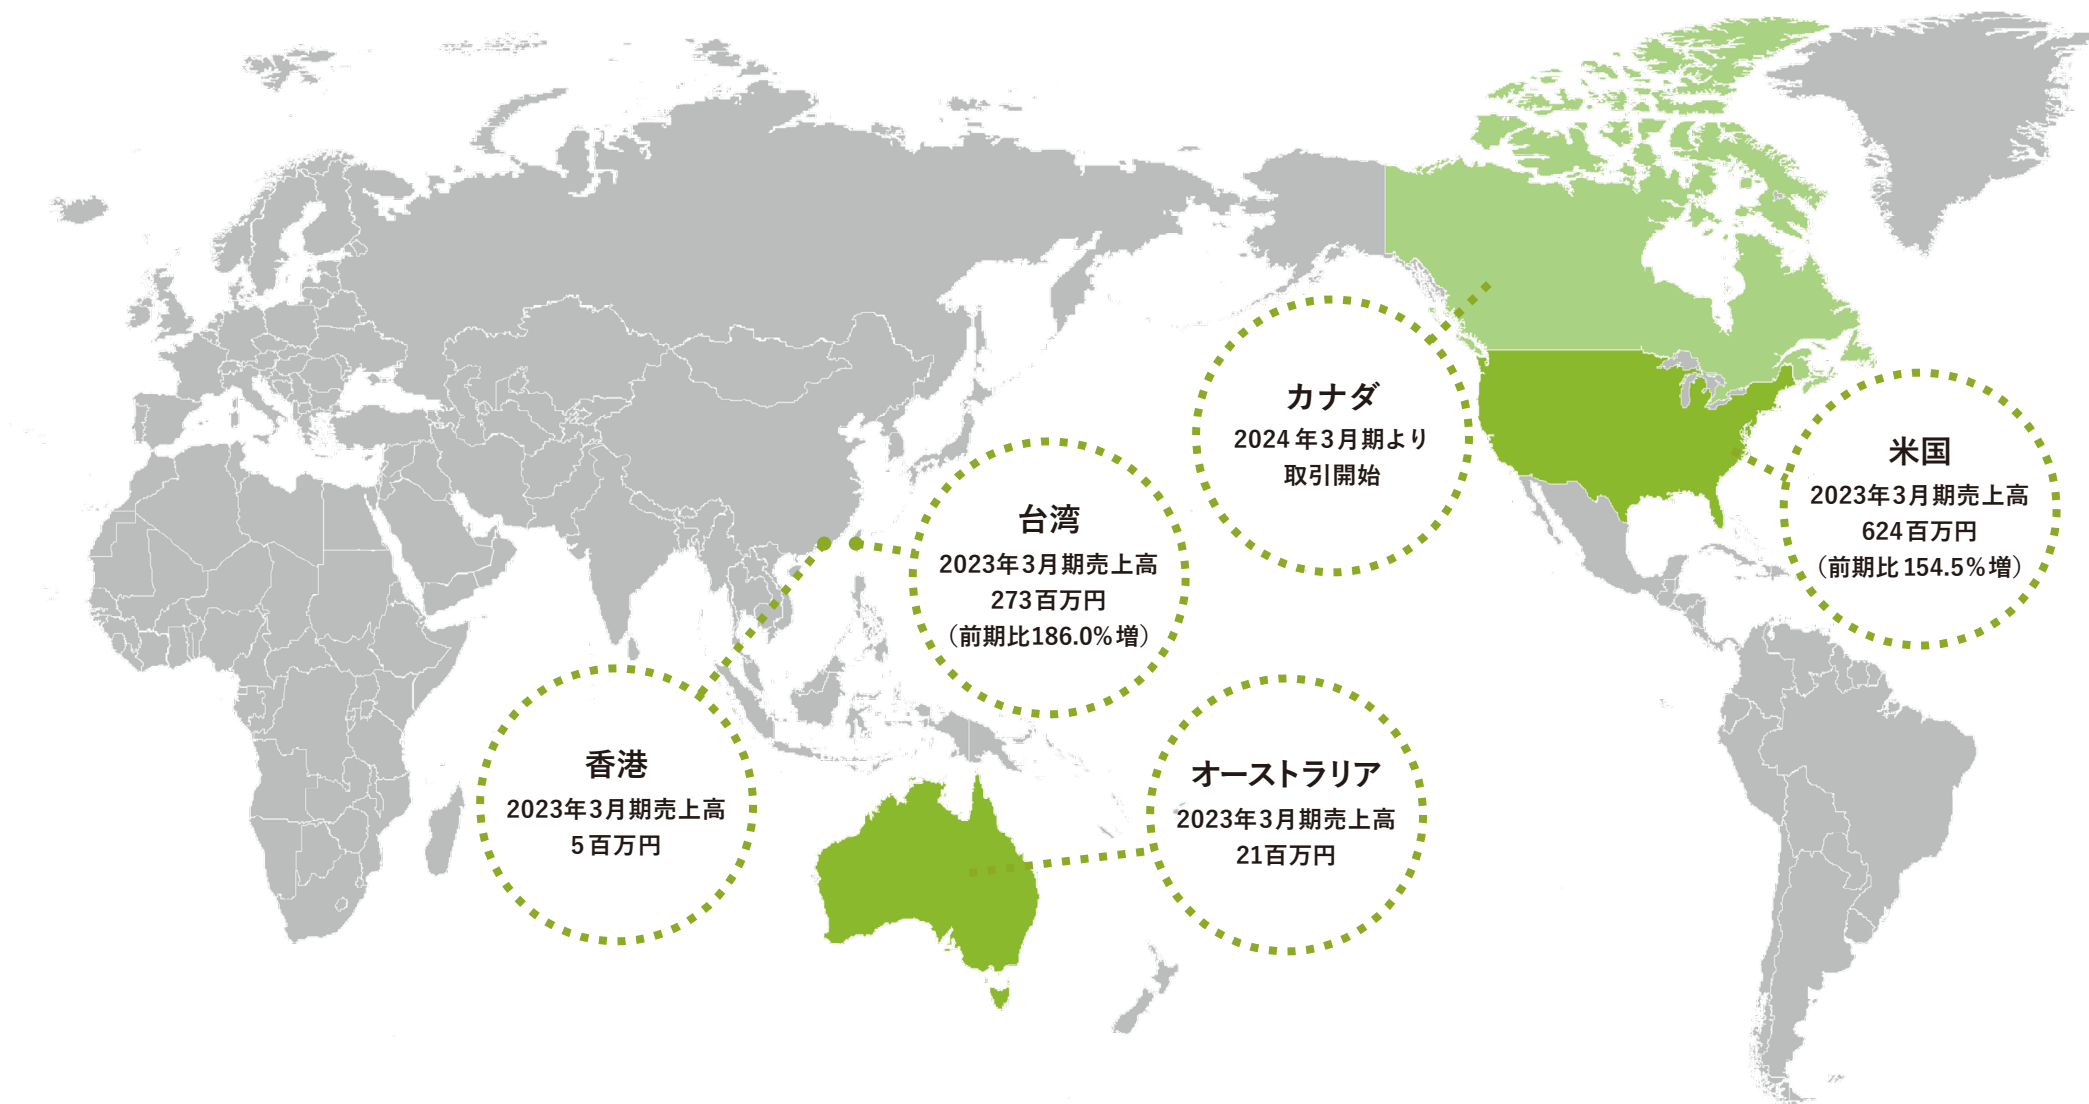 カナダ
2024年3月期より
取引開始
米国
2023年3月期売上高
624百万円
（前期比154.5%増）
台湾
2023年3月期売上高
273百万円
（前期比186.0%増）
香港
2023年3月期売上高
5百万円
オーストラリア
2023年3月期売上高
21百万円